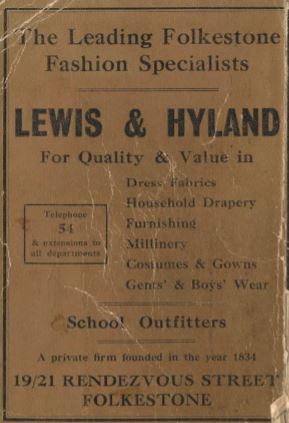 The Leading Folkestone
Fashion Specialists
LEWIS & HYLAND
For Quality & Value in
Dress Fabrics
Household Drapery
Furnishing
Millinery
Costumes & Gowns
Gents' & Boys' Wear
Telephone
54
& extensions to
all departments
School Outfitters
A private firm founded in the year 1834
19/21 RENDEZVOUS STREET
FOLKESTONE